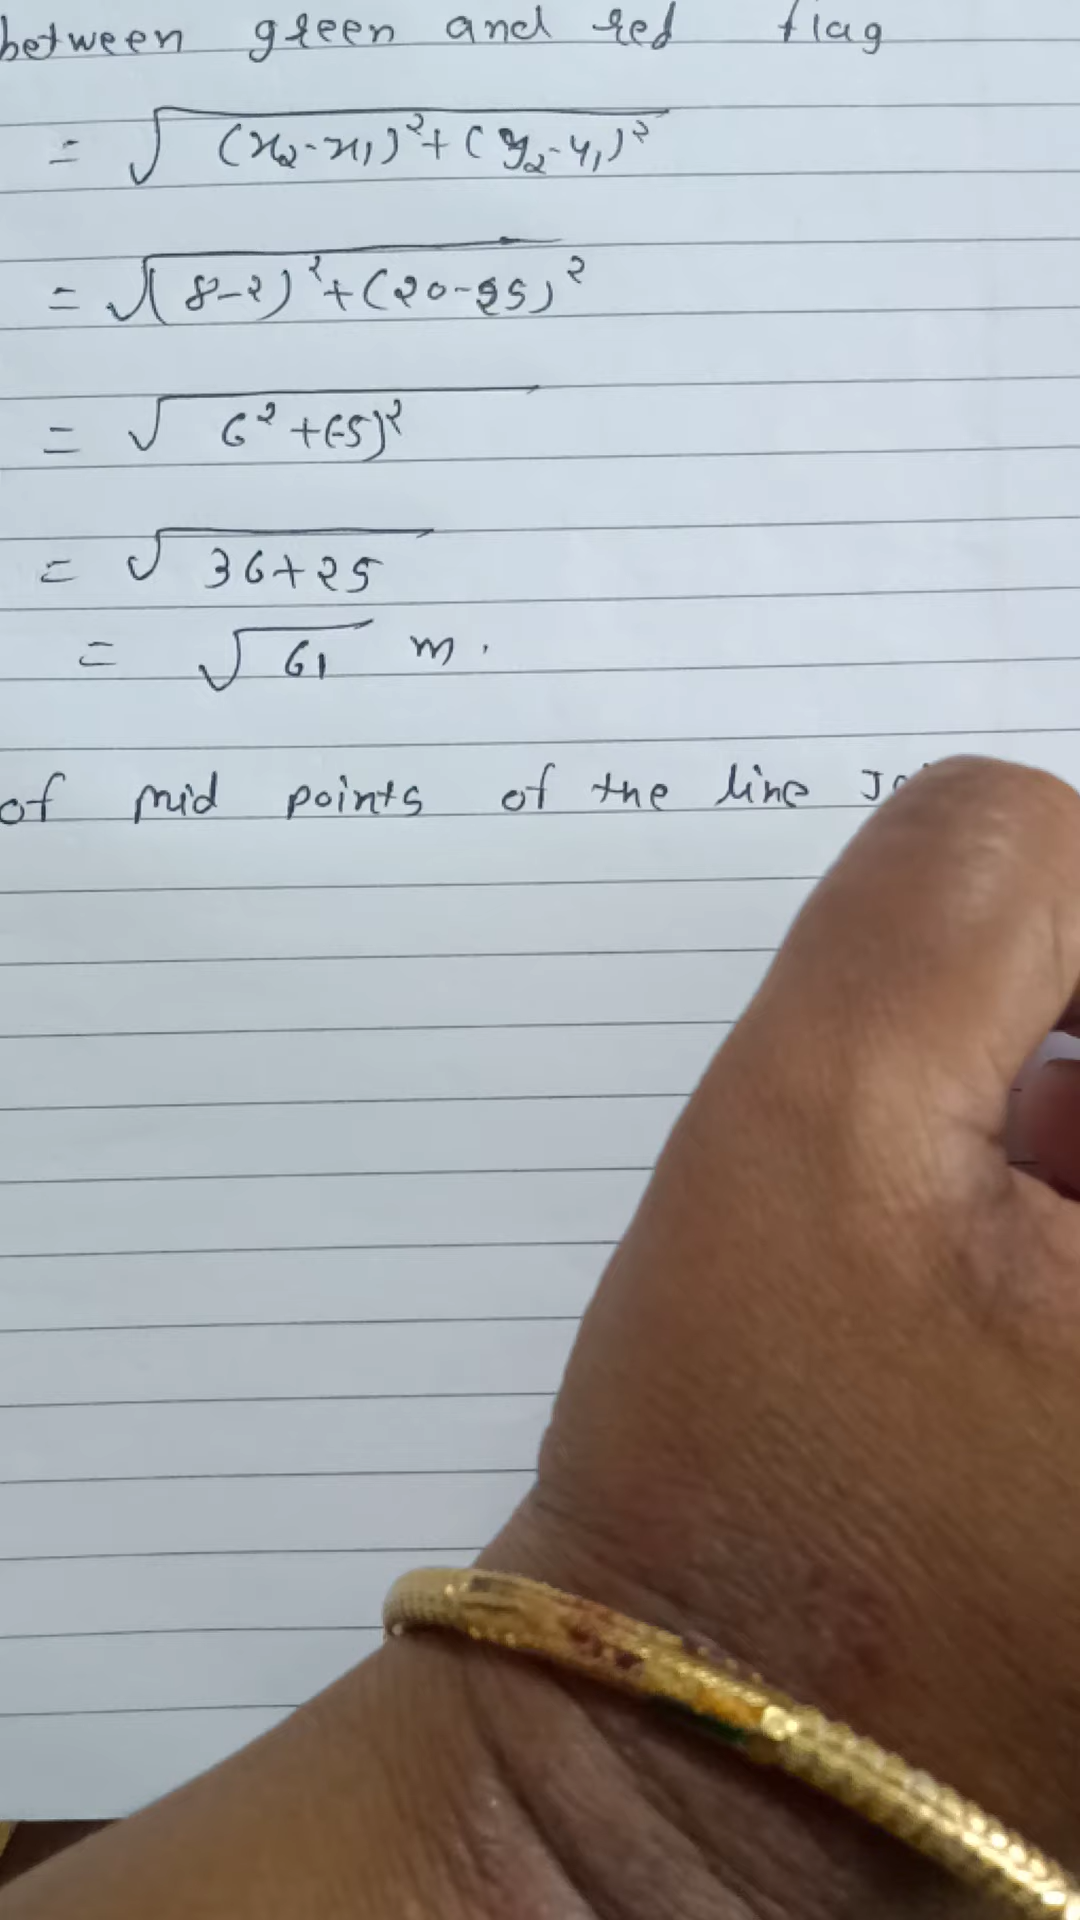 between green and red flag
= √(x₂-x₁)²+(y₂-y₁)²
= √(8-2)²+(20-25)²
= √6²+(-5)²
= √36+25
= √61 m.
of mid points of the line